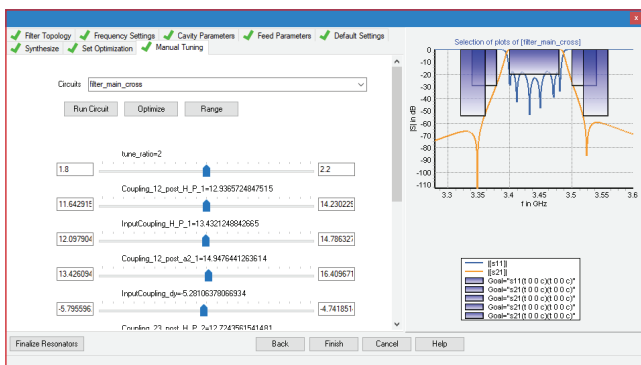 Filter Topology Frequency Settings Cavity Parameters Feed Parameters Default Settings
Synthesize Set Optimization Manual Tuning
Circuits filter_main_cross
Run Circuit Optimize Range
tune_ratio=2
1.8 2.2
Coupling_12_post_H_P_1=12.9365724847515
11.642915 14.230229
InputCoupling_H_P_1=13.4321248842665
12.097904 14.786327
Coupling_12_post_a2_1=14.9476441263614
13.426094 16.409671
InputCoupling_dy=-5.28106378066934
-5.795596 -4.741851
Coupling_23_post_H_P_2=12.7243561541481
Finalize Resonators Back Finish Cancel Help
Selection of plots of [filter_main_cross]
|S| in dB
0
-10
-20
-30
-40
-50
-60
-70
-80
-90
-100
-110
3.3 3.35 3.4 3.45 3.5 3.55 3.6
f in GHz
|[s11]|
|[s21]|
Goal="s11(t 0 0 c)(t 0 0 c)"
Goal="s21(t 0 0 c)(t 0 0 c)"
Goal="s21(t 0 0 c)(t 0 0 c)"
Goal="s21(t 0 0 c)(t 0 0 c)"
Goal="s21(t 0 0 c)(t 0 0 c)"